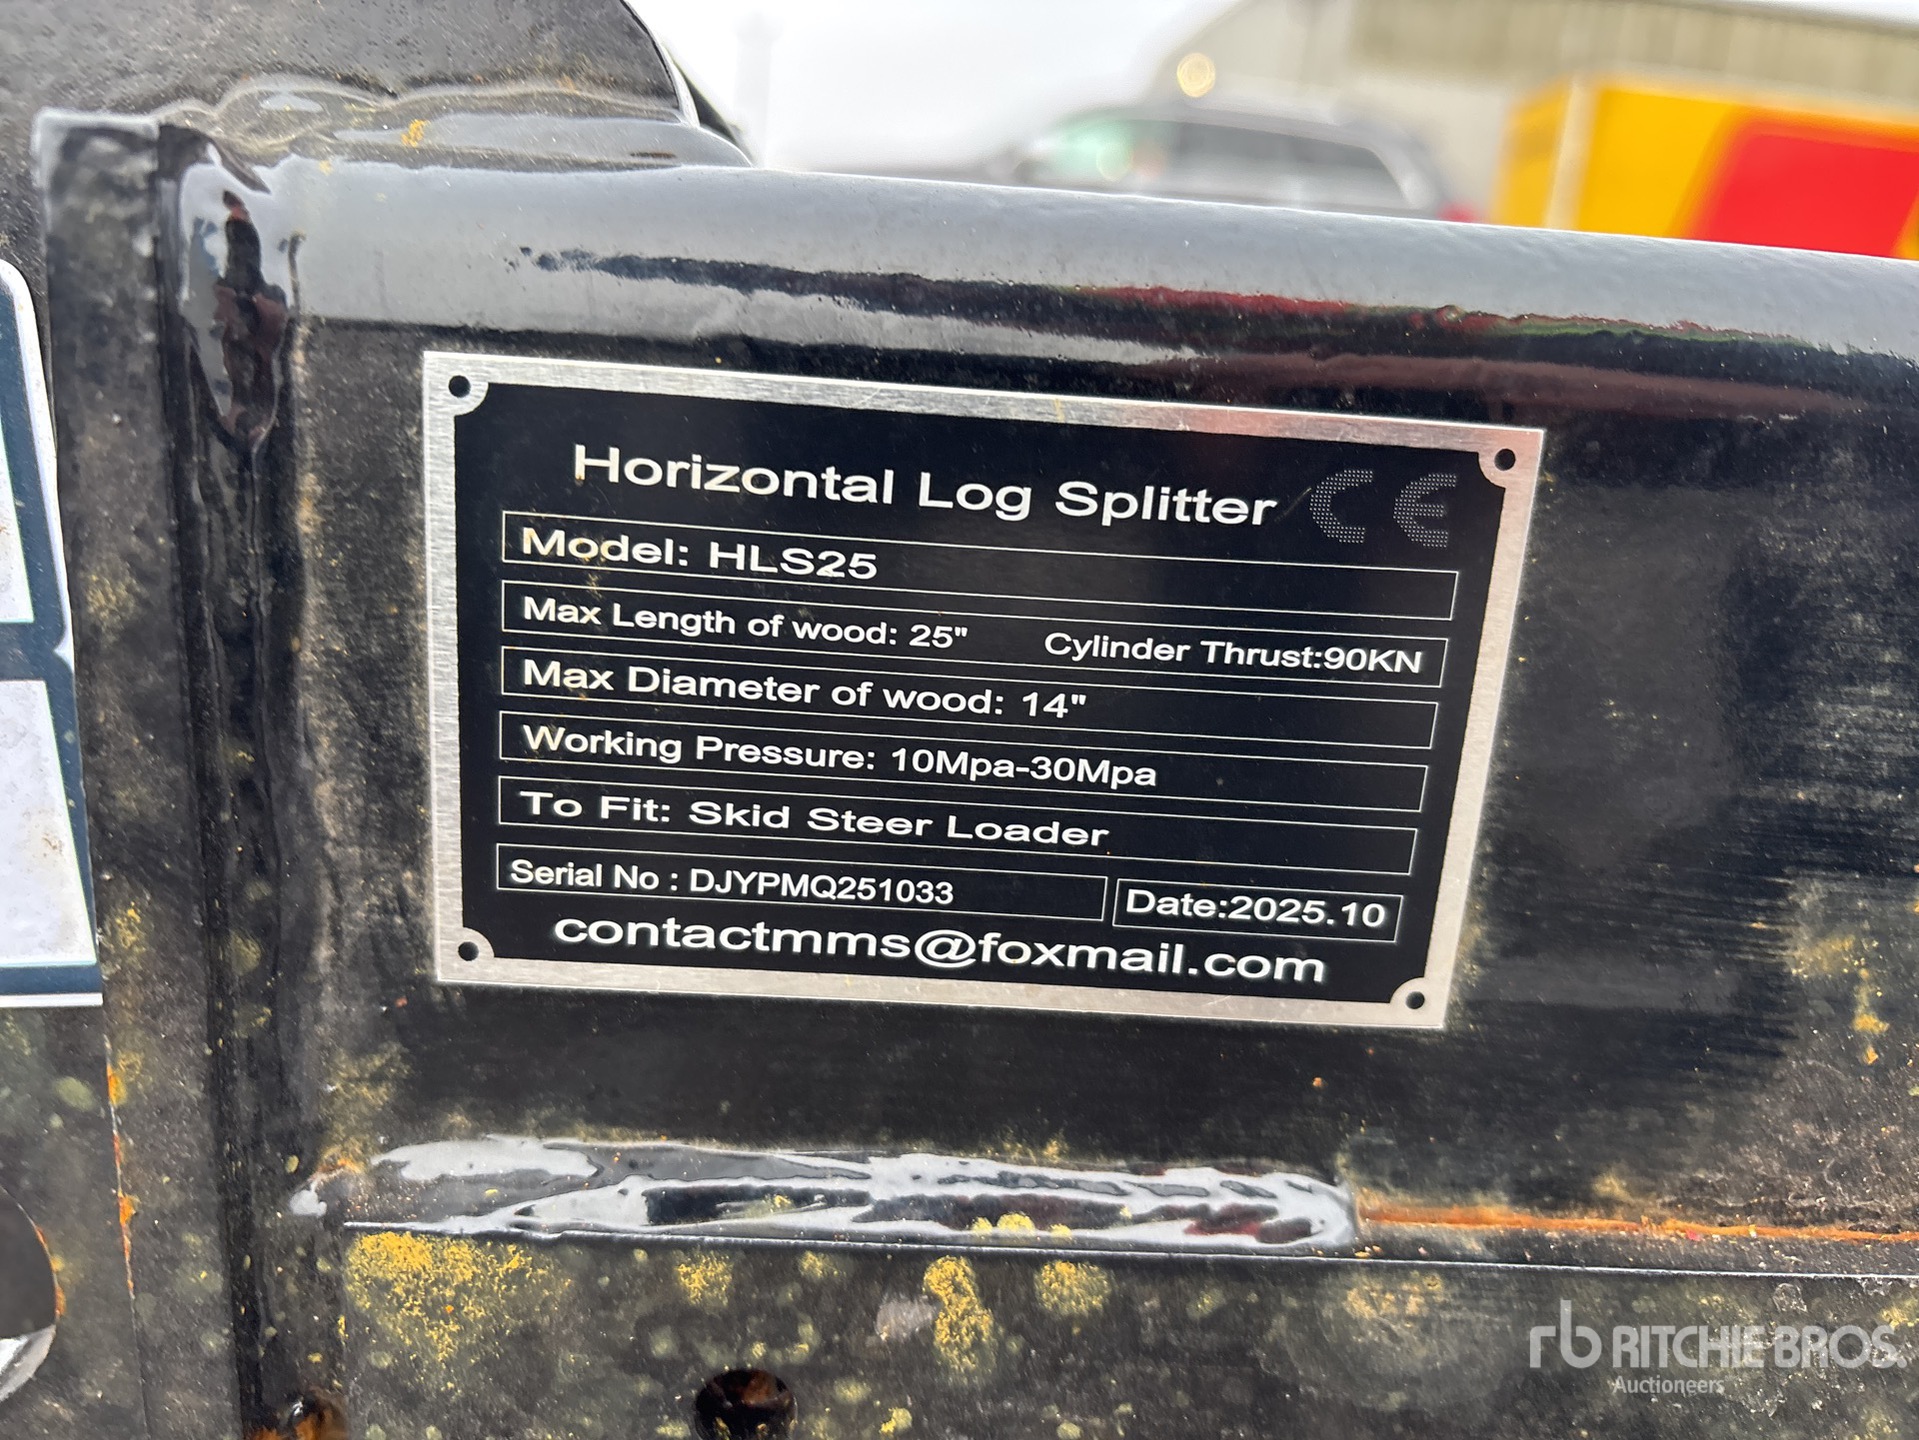 Horizontal Log Splitter CE
Model: HLS25
Max Length of wood: 25" Cylinder Thrust:90KN
Max Diameter of wood: 14"
Working Pressure: 10Mpa-30Mpa
To Fit: Skid Steer Loader
Serial No : DJYPMQ251033 Date:2025.10
contactmms@foxmail.com
rb RITCHIE BROS.
Auctioneers